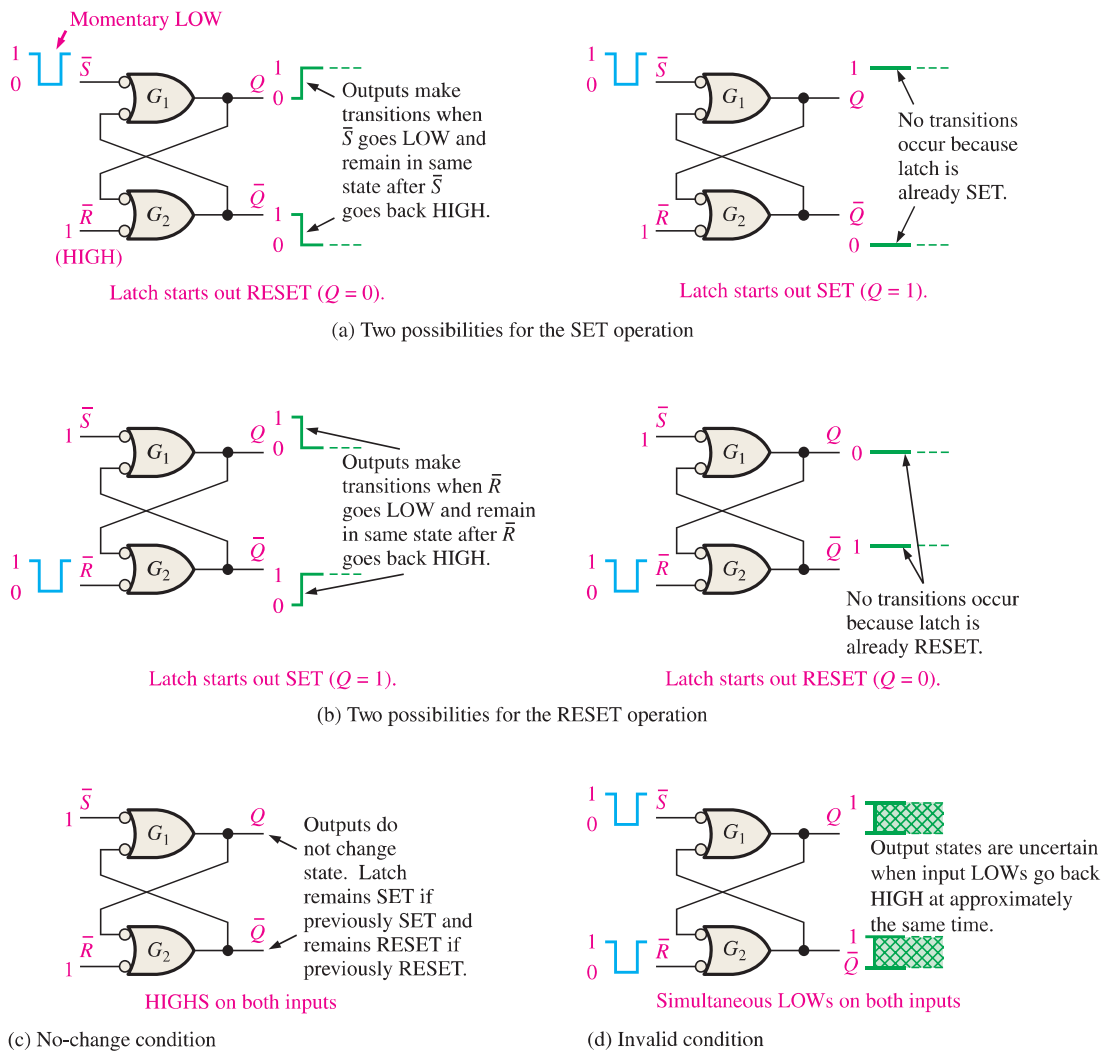 Momentary LOW
1
0
S̅
G₁
Q
1
0
Outputs make
transitions when
S̅ goes LOW and
remain in same
state after S̅
goes back HIGH.
R̅
1
(HIGH)
G₂
Q̅
1
0
Latch starts out RESET (Q = 0).
1
0
S̅
G₁
1
Q
No transitions
occur because
latch is
already SET.
R̅
1
G₂
Q̅
0
Latch starts out SET (Q = 1).
(a) Two possibilities for the SET operation
S̅
1
G₁
Q
1
0
Outputs make
transitions when R̅
goes LOW and remain
in same state after R̅
goes back HIGH.
1
0
R̅
G₂
Q̅
1
0
Latch starts out SET (Q = 1).
S̅
1
G₁
Q
0
1
0
R̅
G₂
1
Q̅
No transitions occur
because latch is
already RESET.
Latch starts out RESET (Q = 0).
(b) Two possibilities for the RESET operation
S̅
1
G₁
Q
Outputs do
not change
state. Latch
remains SET if
previously SET and
remains RESET if
previously RESET.
R̅
1
G₂
Q̅
HIGHS on both inputs
(c) No-change condition
1
0
S̅
G₁
1
Q
Output states are uncertain
when input LOWs go back
HIGH at approximately
the same time.
1
0
R̅
G₂
1
Q̅
Simultaneous LOWs on both inputs
(d) Invalid condition